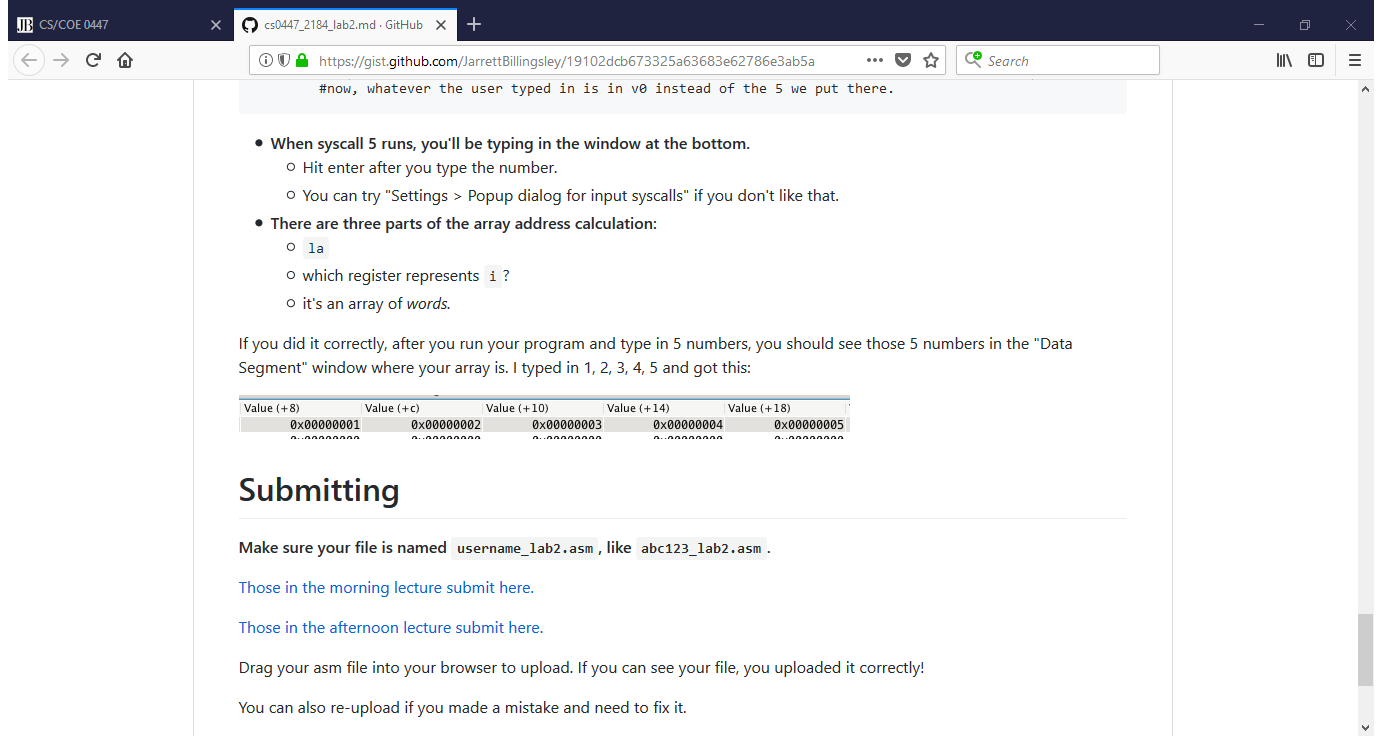 CS/COE 0447
cs0447_2184_lab2.md · GitHub
https://gist.github.com/JarrettBillingsley/19102dcb673325a63683e62786e3ab5a
Search
#now, whatever the user typed in is in v0 instead of the 5 we put there.
When syscall 5 runs, you'll be typing in the window at the bottom.
Hit enter after you type the number.
You can try "Settings > Popup dialog for input syscalls" if you don't like that.
There are three parts of the array address calculation:
la
which register represents i?
it's an array of words.
If you did it correctly, after you run your program and type in 5 numbers, you should see those 5 numbers in the "Data
Segment" window where your array is. I typed in 1, 2, 3, 4, 5 and got this:
Value (+8) Value (+c) Value (+10) Value (+14) Value (+18)
0x00000001 0x00000002 0x00000003 0x00000004 0x00000005
Submitting
Make sure your file is named username_lab2.asm, like abc123_lab2.asm.
Those in the morning lecture submit here.
Those in the afternoon lecture submit here.
Drag your asm file into your browser to upload. If you can see your file, you uploaded it correctly!
You can also re-upload if you made a mistake and need to fix it.